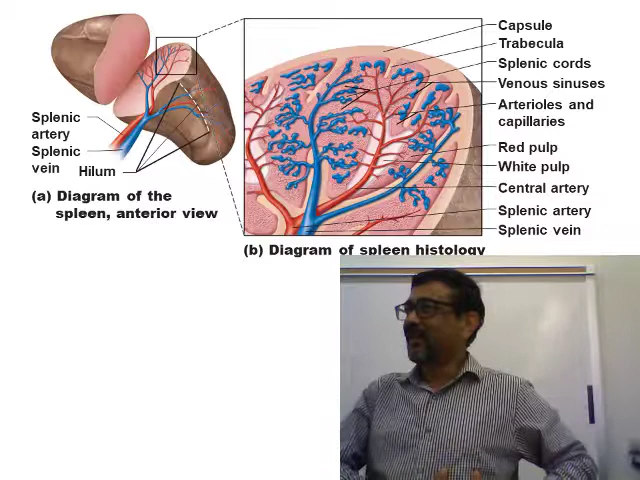 Capsule
Trabecula
Splenic cords
Venous sinuses
Arterioles and
capillaries
Red pulp
White pulp
Central artery
Splenic artery
Splenic vein
Splenic
artery
Splenic
vein
Hilum
(a) Diagram of the
spleen, anterior view
(b) Diagram of spleen histology